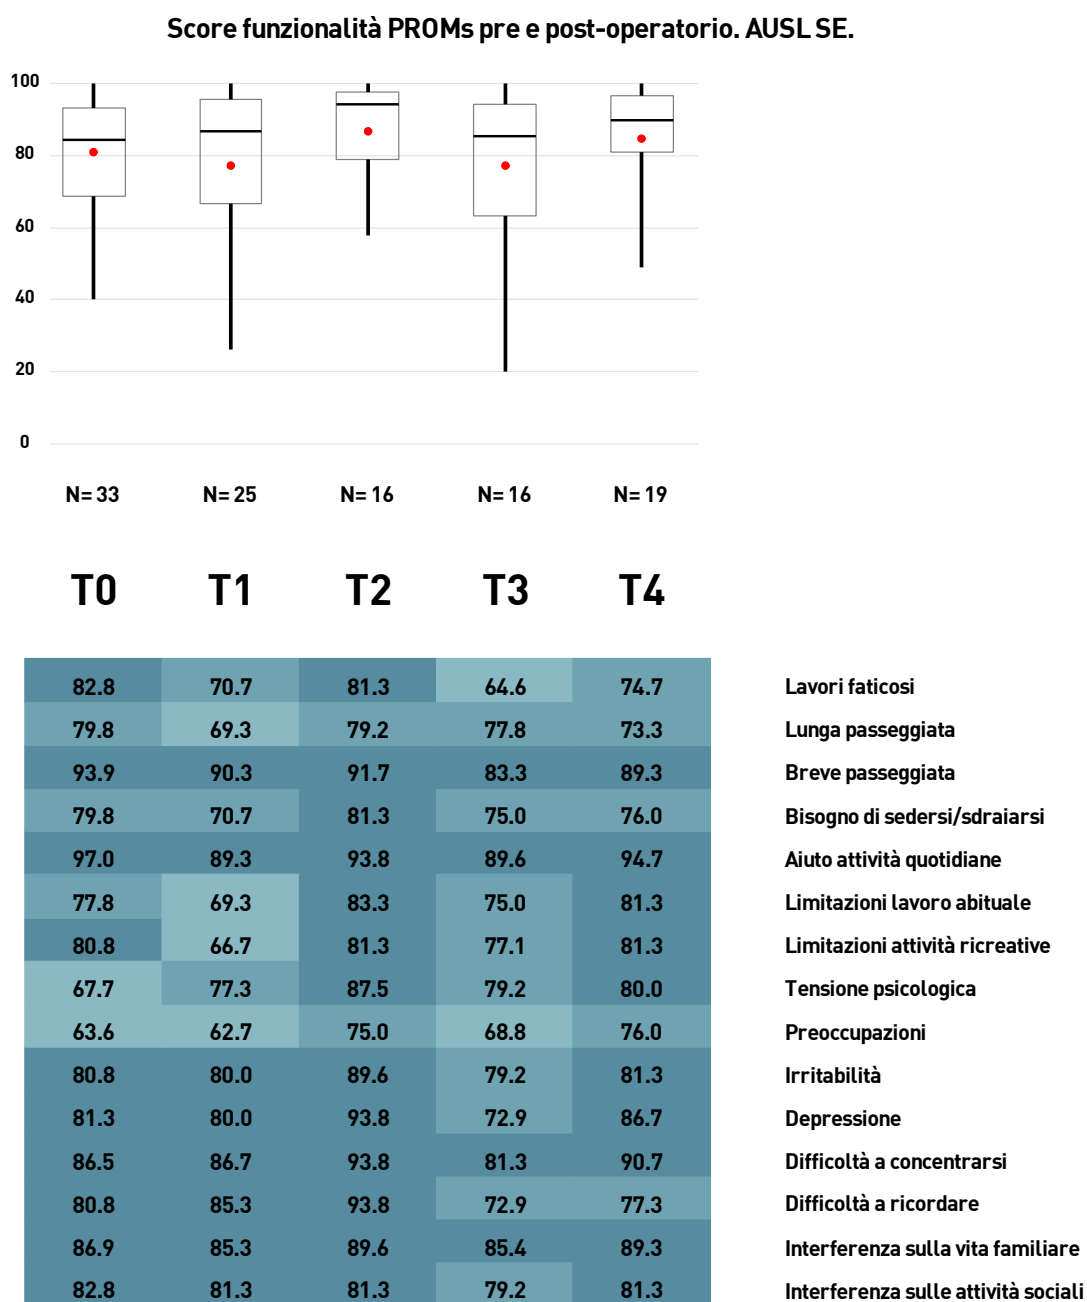 Score funzionalità PROMs pre e post-operatorio. AUSL SE.
100
80
60
40
20
0
N= 33 N= 25 N= 16 N= 16 N= 19
T0 T1 T2 T3 T4
82.8 70.7 81.3 64.6 74.7 Lavori faticosi
79.8 69.3 79.2 77.8 73.3 Lunga passeggiata
93.9 90.3 91.7 83.3 89.3 Breve passeggiata
79.8 70.7 81.3 75.0 76.0 Bisogno di sedersi/sdraiarsi
97.0 89.3 93.8 89.6 94.7 Aiuto attività quotidiane
77.8 69.3 83.3 75.0 81.3 Limitazioni lavoro abituale
80.8 66.7 81.3 77.1 81.3 Limitazioni attività ricreative
67.7 77.3 87.5 79.2 80.0 Tensione psicologica
63.6 62.7 75.0 68.8 76.0 Preoccupazioni
80.8 80.0 89.6 79.2 81.3 Irritabilità
81.3 80.0 93.8 72.9 86.7 Depressione
86.5 86.7 93.8 81.3 90.7 Difficoltà a concentrarsi
80.8 85.3 93.8 72.9 77.3 Difficoltà a ricordare
86.9 85.3 89.6 85.4 89.3 Interferenza sulla vita familiare
82.8 81.3 81.3 79.2 81.3 Interferenza sulle attività sociali